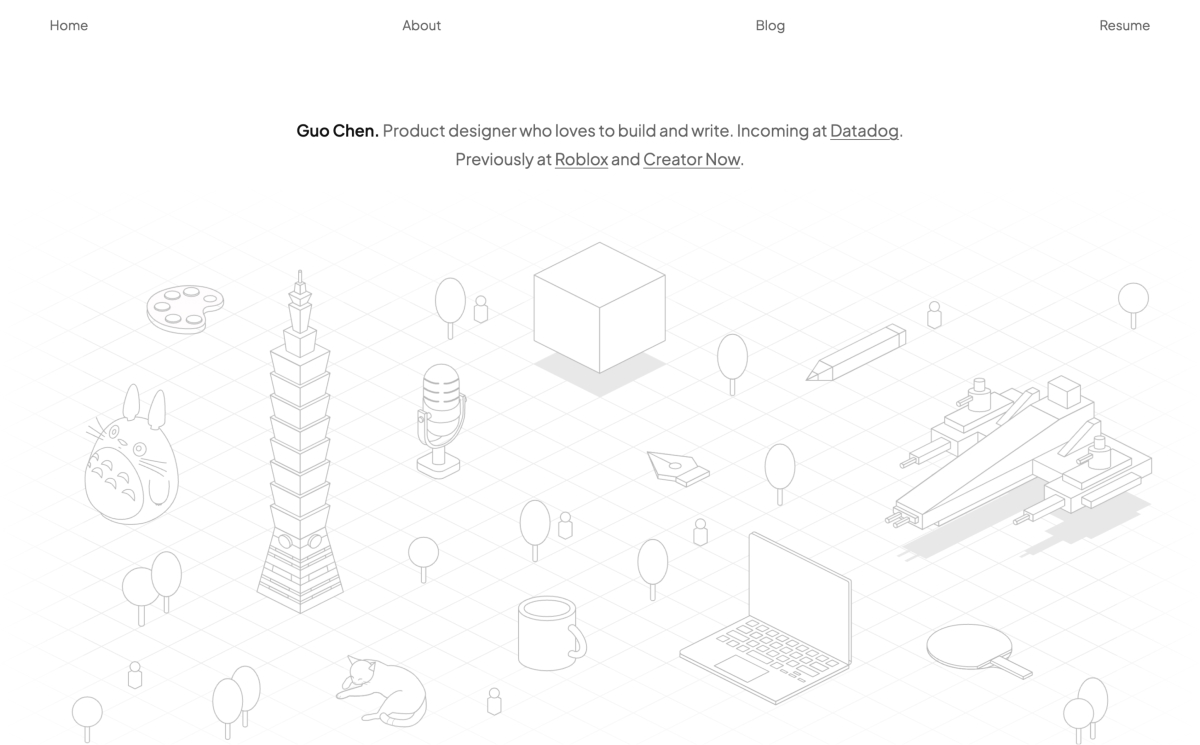 Home About Blog Resume
Guo Chen. Product designer who loves to build and write. Incoming at Datadog.
Previously at Roblox and Creator Now.